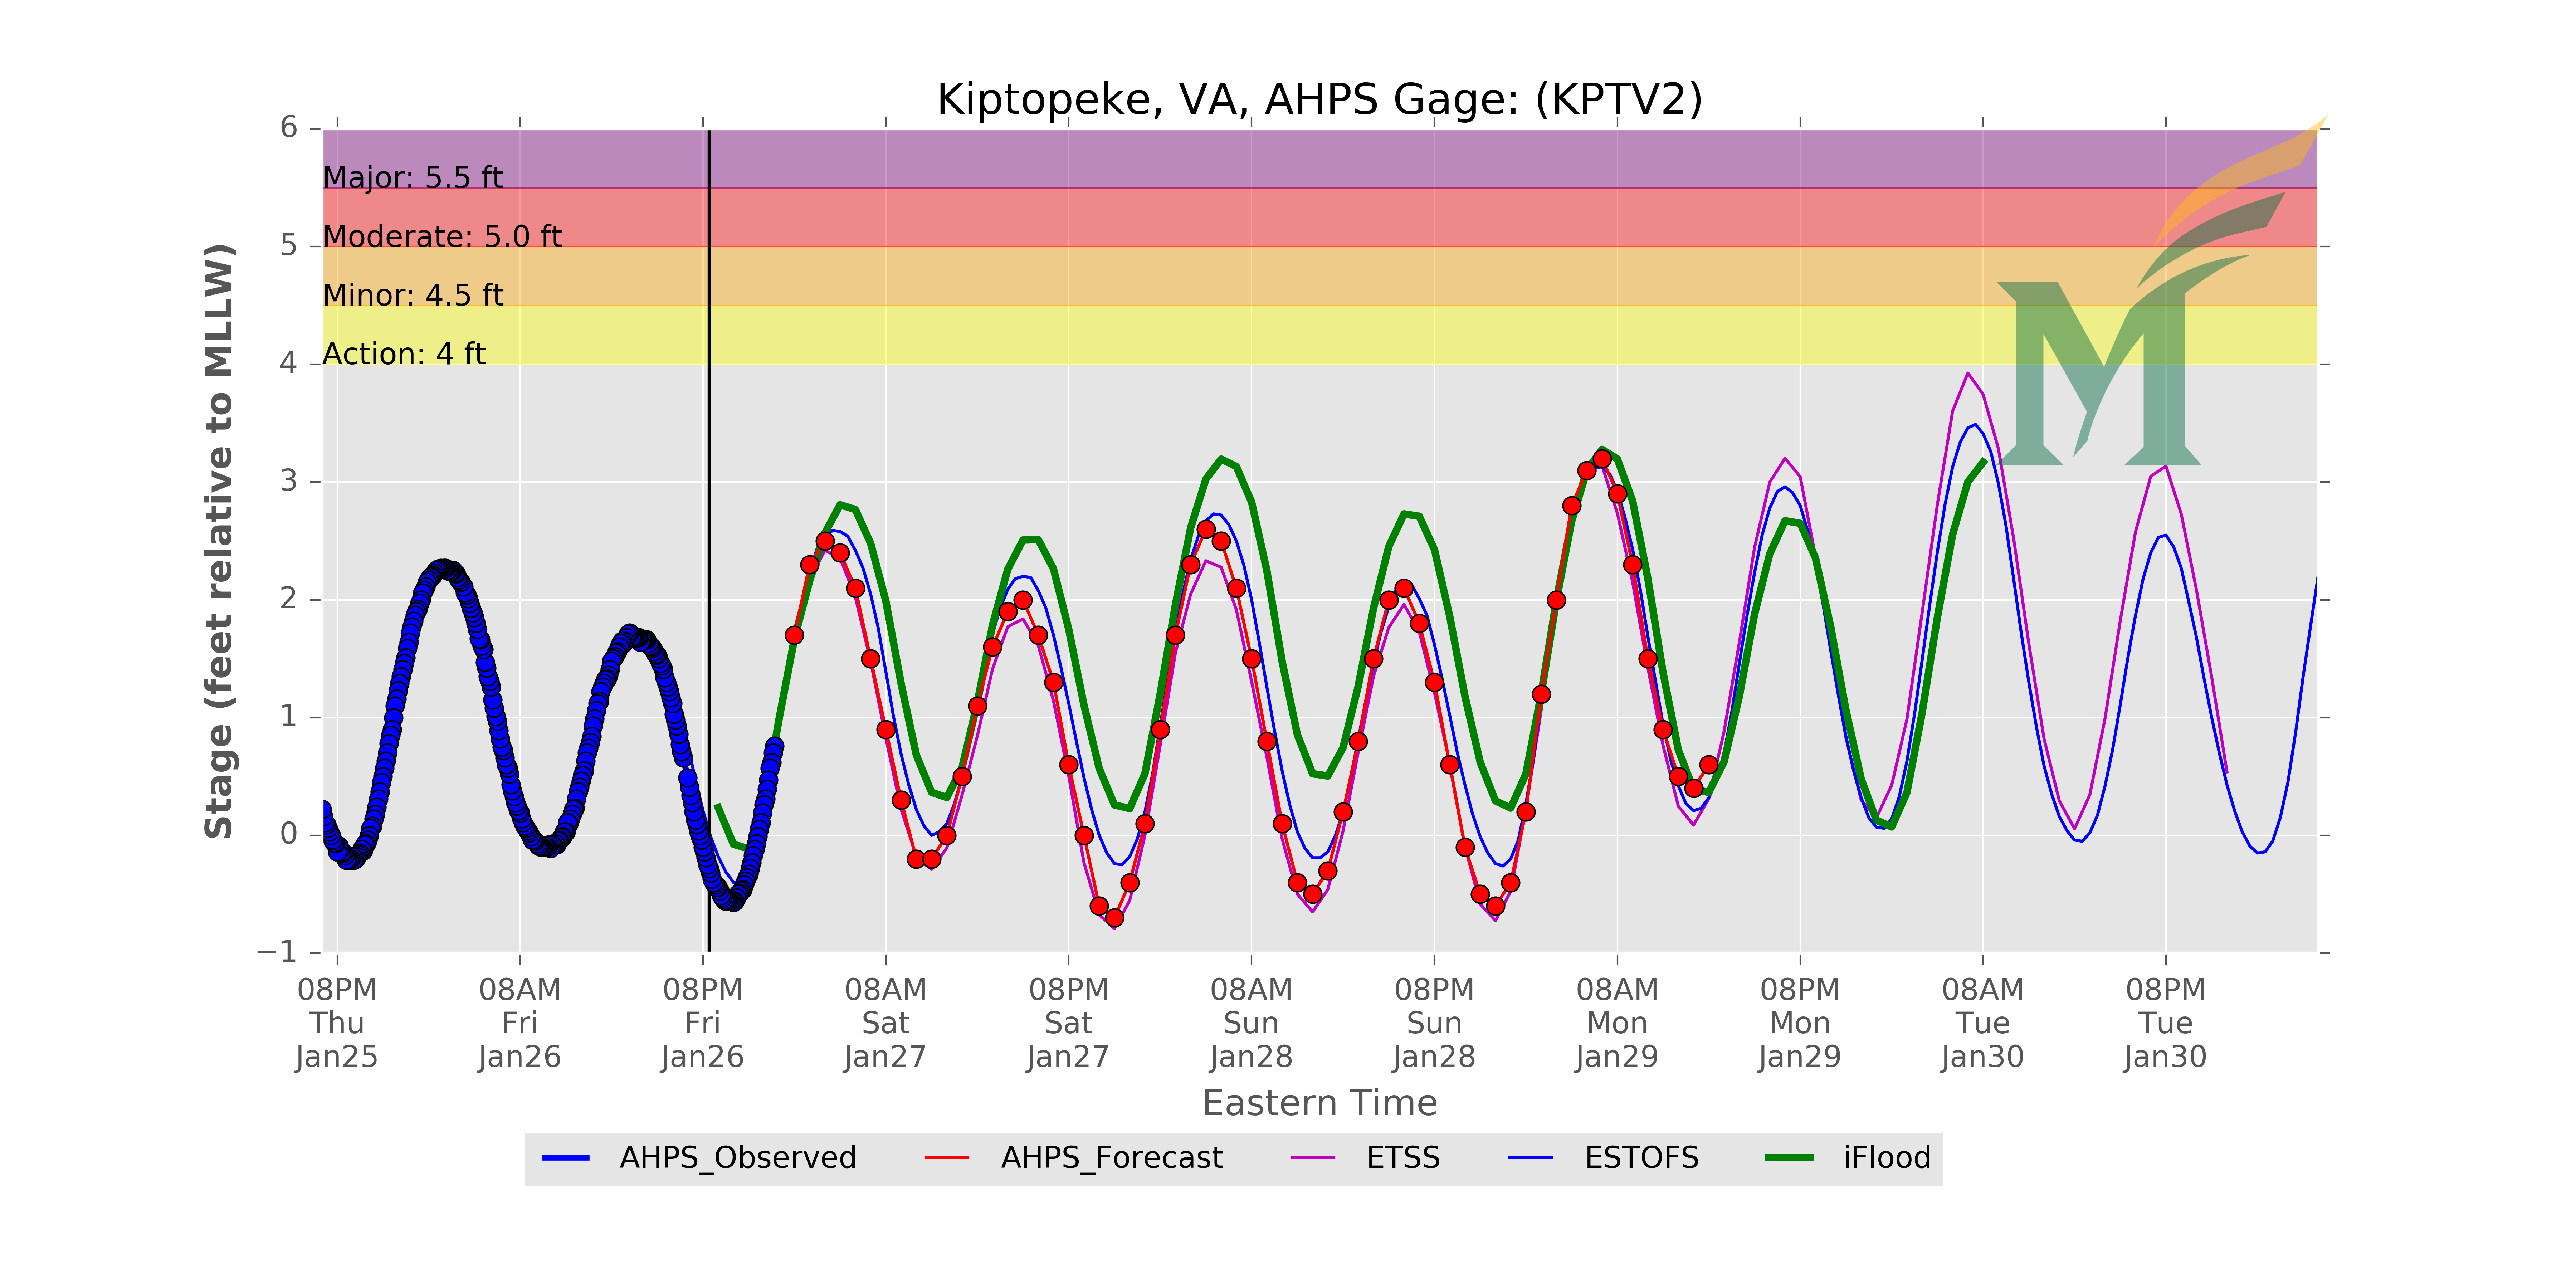 Kiptopeke, VA, AHPS Gage: (KPTV2)
Stage (feet relative to MLLW)
6
5
4
3
2
1
0
−1
Major: 5.5 ft
Moderate: 5.0 ft
Minor: 4.5 ft
Action: 4 ft
M
08PM 08AM 08PM 08AM 08PM 08AM 08PM 08AM 08PM 08AM 08PM
Thu Fri Fri Sat Sat Sun Sun Mon Mon Tue Tue
Jan25 Jan26 Jan26 Jan27 Jan27 Jan28 Jan28 Jan29 Jan29 Jan30 Jan30
Eastern Time
AHPS_Observed AHPS_Forecast ETSS ESTOFS iFlood